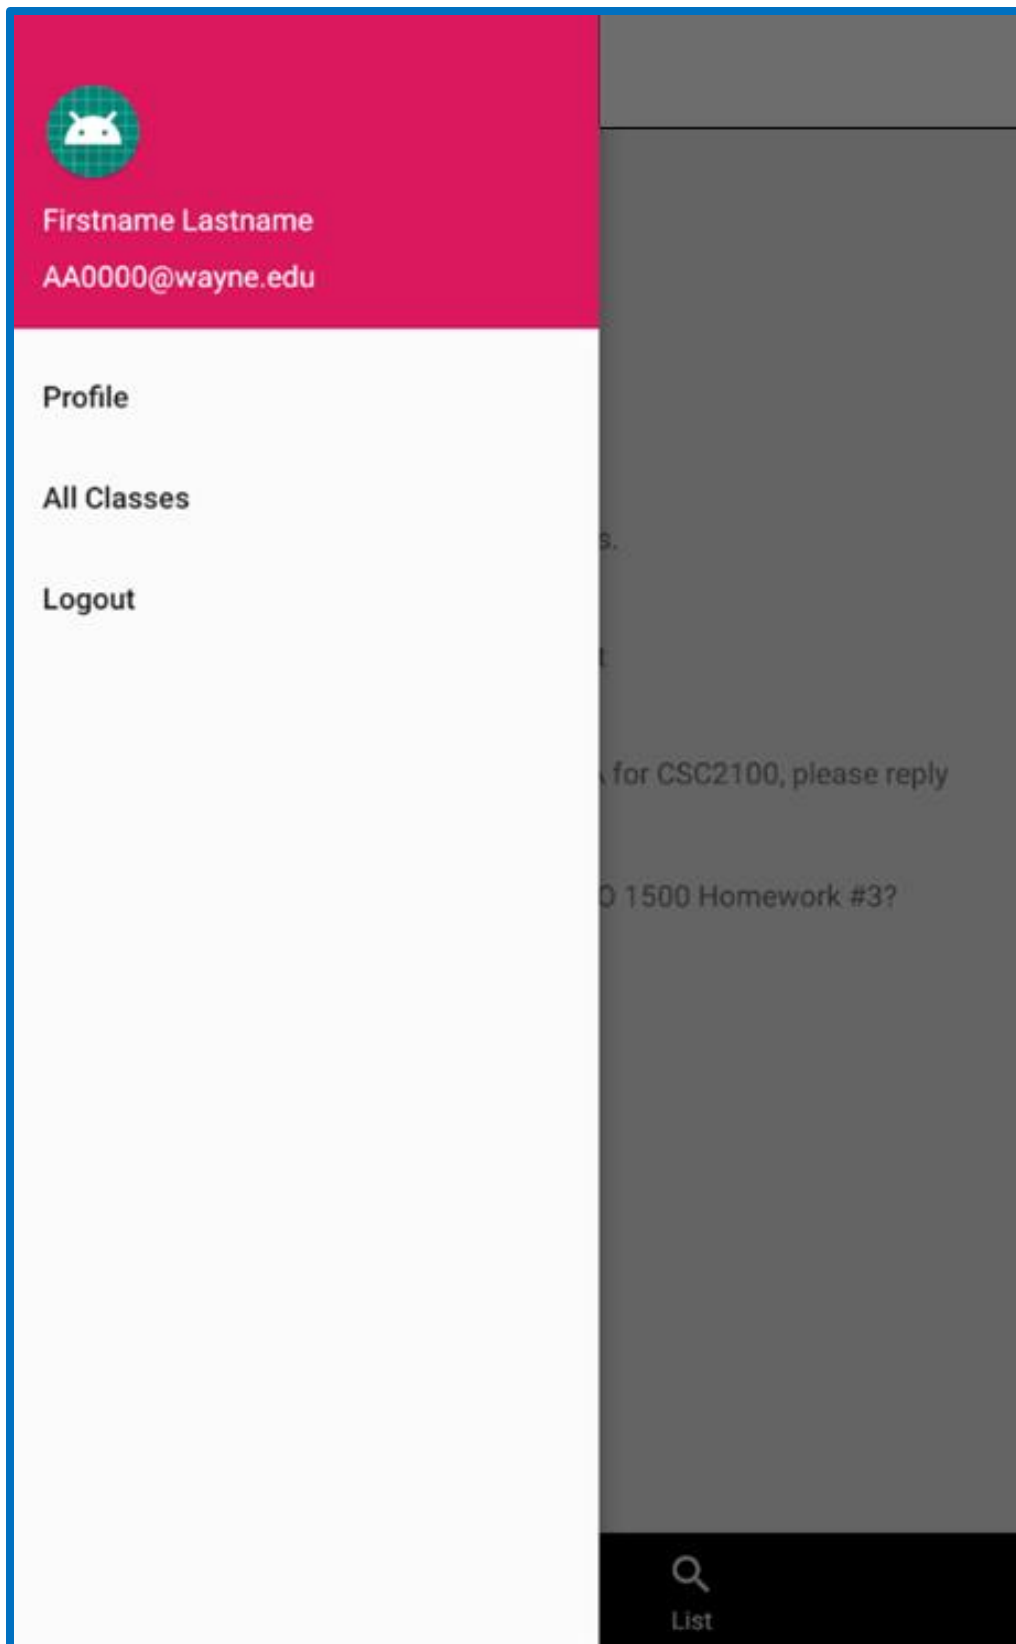 Firstname Lastname
AA0000@wayne.edu
Profile
All Classes
Logout
s.
t
for CSC2100, please reply
O 1500 Homework #3?
List